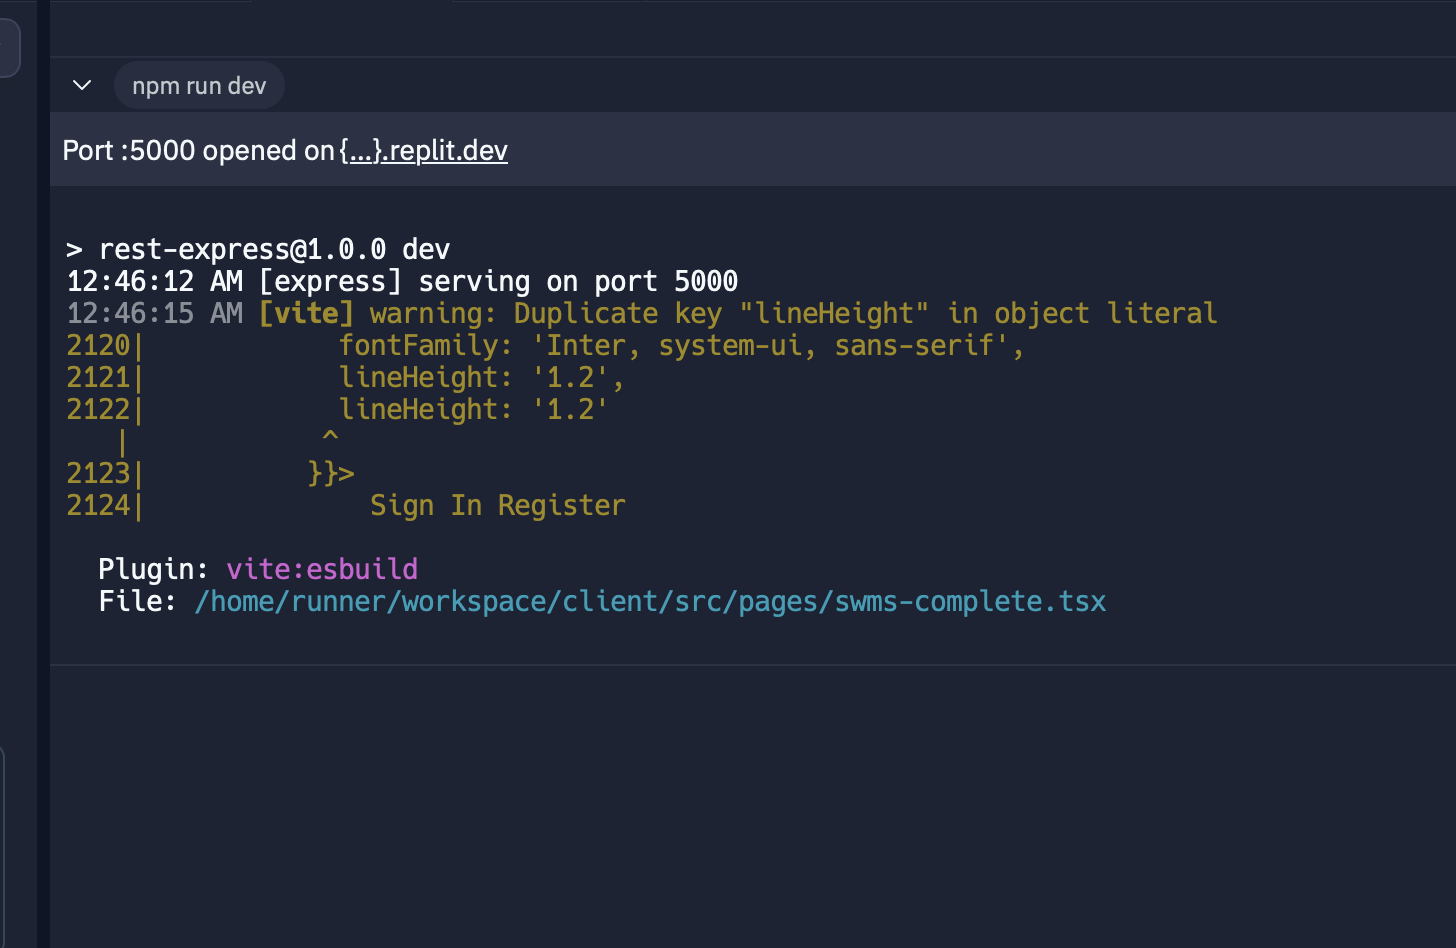 npm run dev
Port :5000 opened on {...}.replit.dev
> rest-express@1.0.0 dev
12:46:12 AM [express] serving on port 5000
12:46:15 AM [vite] warning: Duplicate key "lineHeight" in object literal
2120|            fontFamily: 'Inter, system-ui, sans-serif',
2121|            lineHeight: '1.2',
2122|            lineHeight: '1.2'
   |            ^
2123|          }}>
2124|              Sign In Register
Plugin: vite:esbuild
File: /home/runner/workspace/client/src/pages/swms-complete.tsx